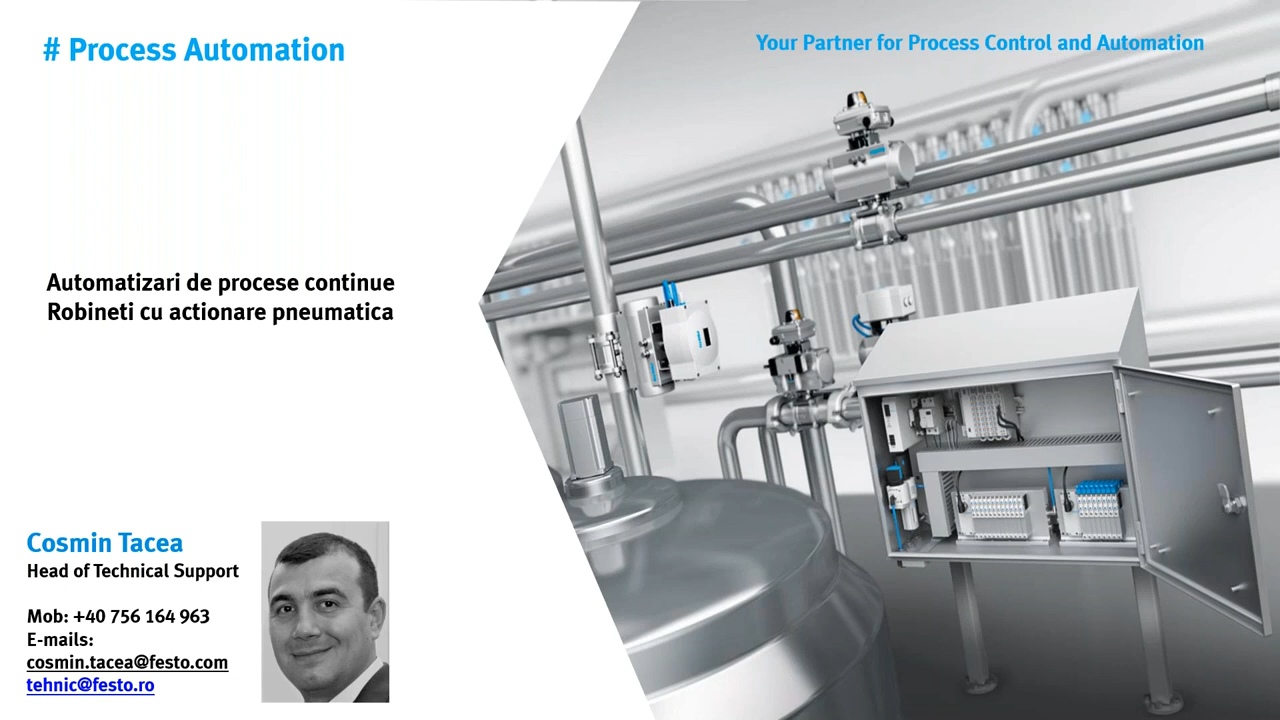 # Process Automation
Your Partner for Process Control and Automation
Automatizari de procese continue
Robineti cu actionare pneumatica
Cosmin Tacea
Head of Technical Support
Mob: +40 756 164 963
E-mails:
cosmin.tacea@festo.com
tehnic@festo.ro